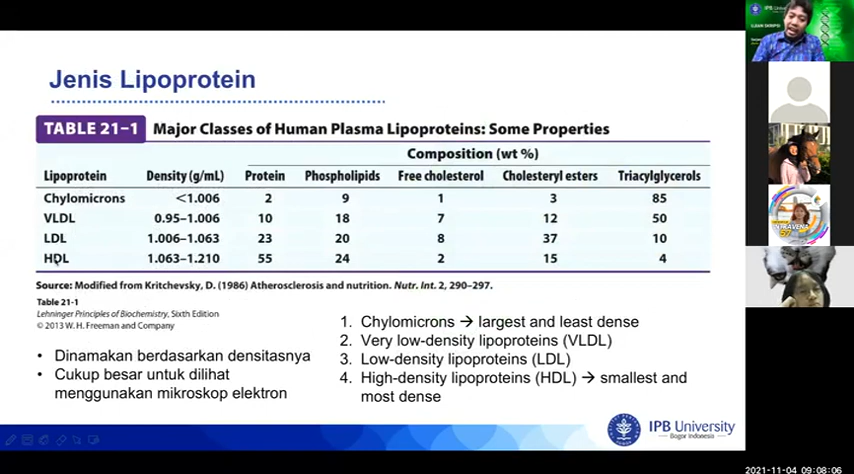 Jenis Lipoprotein
TABLE 21–1 Major Classes of Human Plasma Lipoproteins: Some Properties
Composition (wt %)
Lipoprotein Density (g/mL) Protein Phospholipids Free cholesterol Cholesteryl esters Triacylglycerols
Chylomicrons <1.006 2 9 1 3 85
VLDL 0.95–1.006 10 18 7 12 50
LDL 1.006–1.063 23 20 8 37 10
HDL 1.063–1.210 55 24 2 15 4
Source: Modified from Kritchevsky, D. (1986) Atherosclerosis and nutrition. Nutr. Int. 2, 290–297.
Table 21-1
Lehninger Principles of Biochemistry, Sixth Edition
© 2013 W. H. Freeman and Company
• Dinamakan berdasarkan densitasnya
• Cukup besar untuk dilihat
menggunakan mikroskop elektron
1. Chylomicrons → largest and least dense
2. Very low-density lipoproteins (VLDL)
3. Low-density lipoproteins (LDL)
4. High-density lipoproteins (HDL) → smallest and
most dense
IPB University
Bogor Indonesia
IPB University
UJIAN SKRIPSI
57
2021-11-04 09:08:06